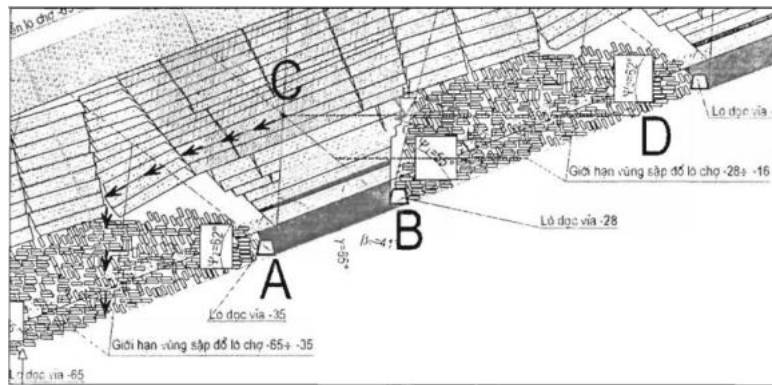 C
D
Lò dọc vỉa -
Giới hạn vùng sập đổ lò chợ -28÷ -16
Lò dọc vỉa -28
B
A
Lò dọc vỉa -35
Giới hạn vùng sập đổ lò chợ -65÷ -35
Lò dọc vỉa -65